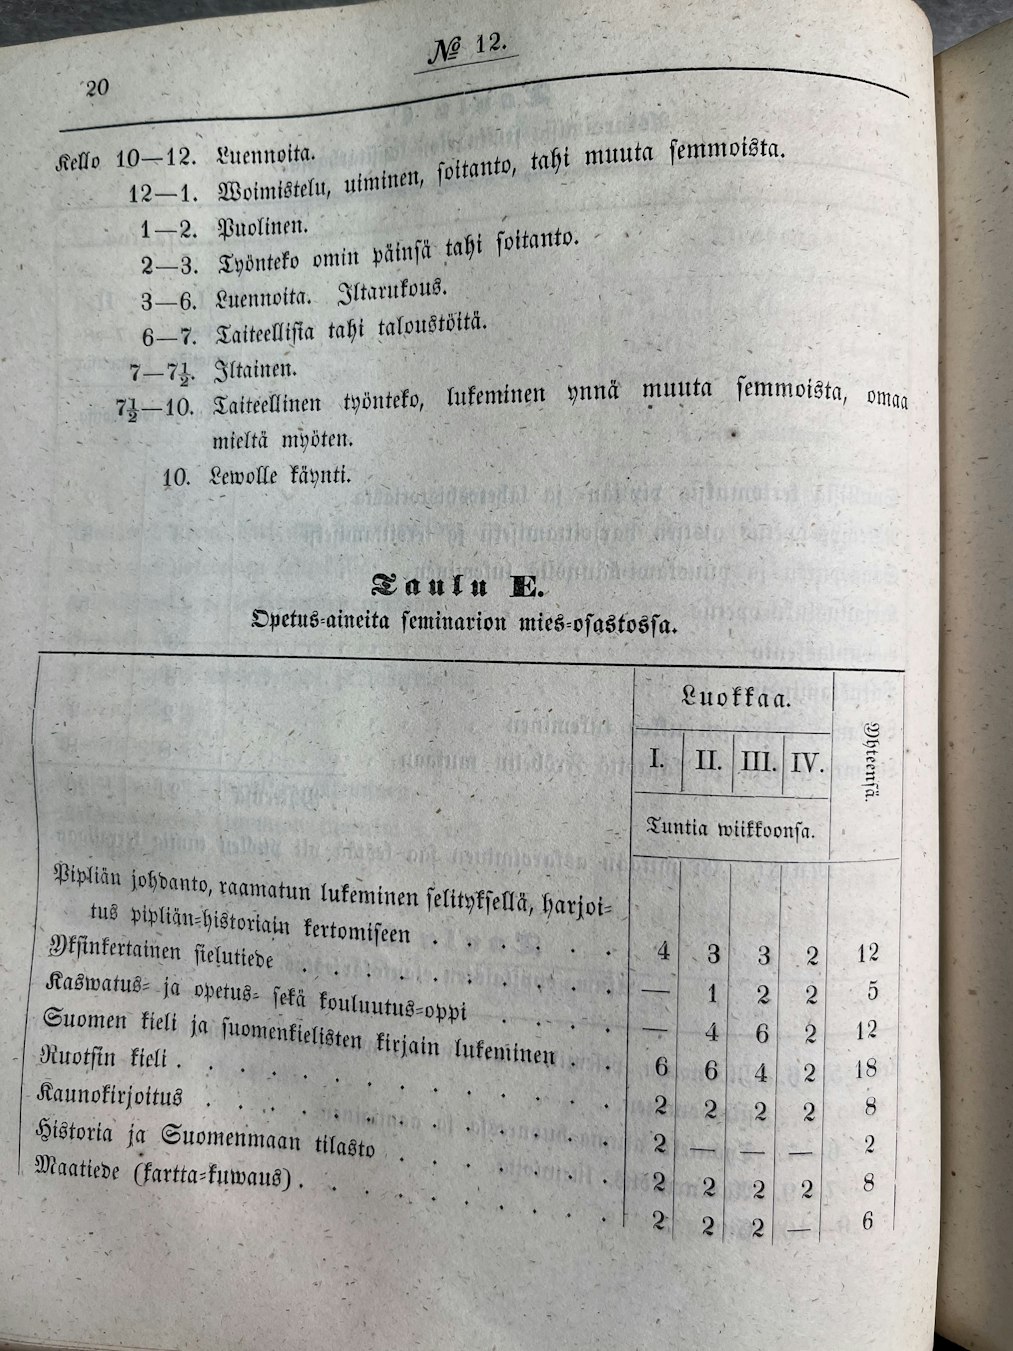 20
№ 12.
Kello 10—12. Luennoita.
12—1. Woimistelu, uiminen, soitanto, tahi muuta semmoista.
1—2. Puolinen.
2—3. Työnteko omin päinsä tahi soitanto.
3—6. Luennoita. Iltarukous.
6—7. Taiteellisia tahi taloustöitä.
7—7½. Iltainen.
7½—10. Taiteellinen työnteko, lukeminen ynnä muuta semmoista, omaa
mieltä myöten.
10. Lewolle käynti.
Taulu E.
Opetus-aineita seminarion mies-osastossa.
Luokkaa.
Yhteensä.
I. II. III. IV.
Tuntia wiikkoonsa.
Pipliän johdanto, raamatun lukeminen selityksellä, harjoi-
tus pipliän-historiain kertomiseen . . . . . . 4 3 3 2 12
Yksinkertainen sielutiede . . . . . . . . . . — 1 2 2 5
Kaswatus- ja opetus- sekä kouluutus-oppi . . . . — 4 6 2 12
Suomen kieli ja suomenkielisten kirjain lukeminen . . 6 6 4 2 18
Ruotsin kieli . . . . . . . . . . . . . . 2 2 2 2 8
Kaunokirjoitus . . . . . . . . . . . . . 2 — — — 2
Historia ja Suomenmaan tilasto . . . . . . . 2 2 2 2 8
Maatiede (kartta-kuwaus) . . . . . . . . . . 2 2 2 — 6